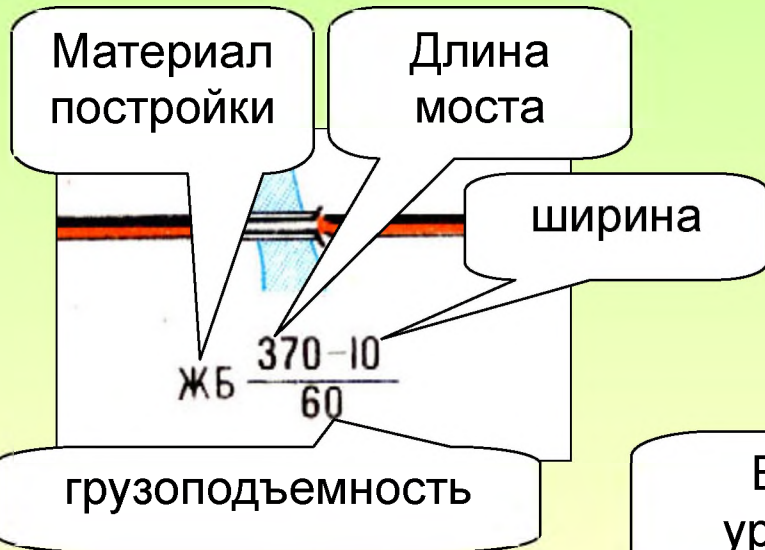 Материал
постройки
Длина
моста
ширина
ЖБ 370-10
60
грузоподъемность